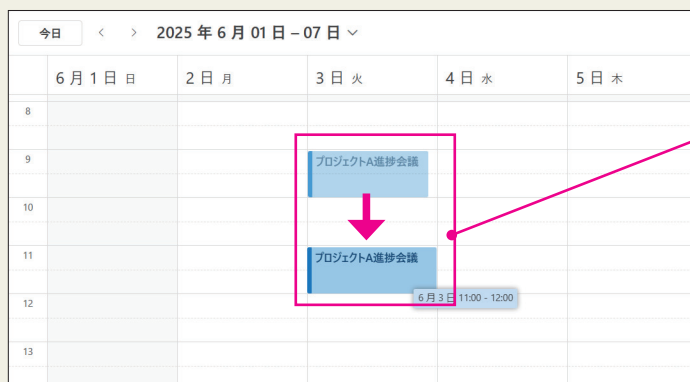 今日 < > 2025 年 6 月 01 日 – 07 日
6 月 1 日 日 2 日 月 3 日 火 4 日 水 5 日 木
8
9 プロジェクトA進捗会議
10
11 プロジェクトA進捗会議
6 月 3 日 11:00 - 12:00
12
13